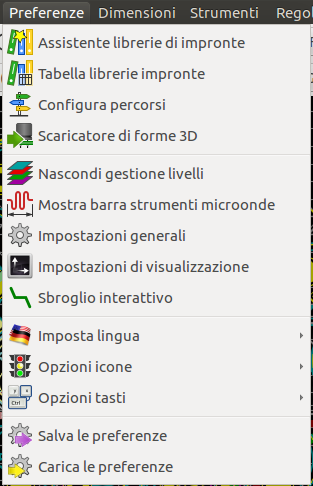 Preferenze Dimensioni Strumenti Regol
Assistente librerie di impronte
Tabella librerie impronte
Configura percorsi
Scaricatore di forme 3D
Nascondi gestione livelli
Mostra barra strumenti microonde
Impostazioni generali
Impostazioni di visualizzazione
Sbroglio interattivo
Imposta lingua
Opzioni icone
Opzioni tasti
Ctrl
Salva le preferenze
Carica le preferenze